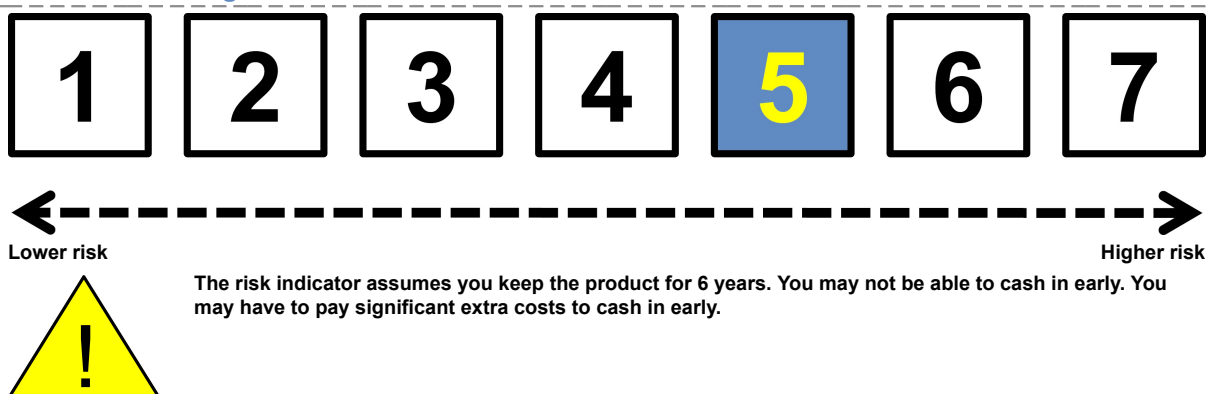 1 2 3 4 5 6 7
Lower risk Higher risk
The risk indicator assumes you keep the product for 6 years. You may not be able to cash in early. You
may have to pay significant extra costs to cash in early.
!